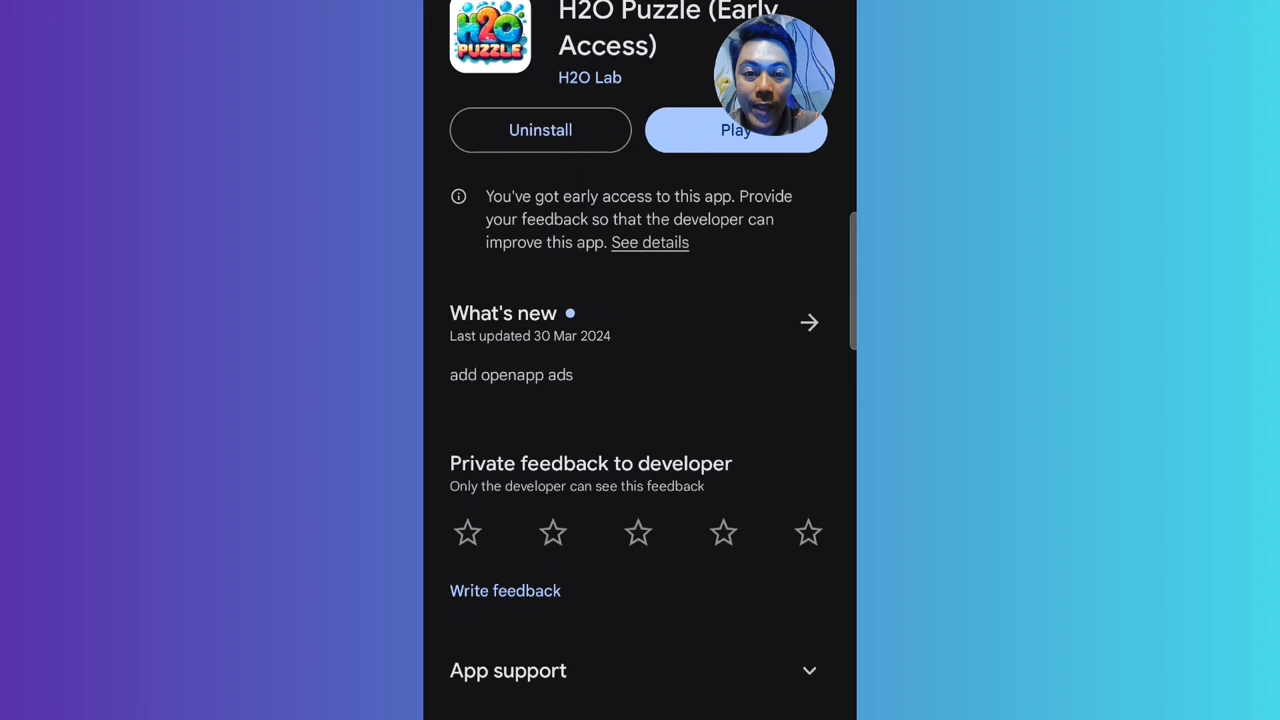 H2O PUZZLE
H2O Puzzle (Early
Access)
H2O Lab
Uninstall
Play
You've got early access to this app. Provide
your feedback so that the developer can
improve this app. See details
What's new
Last updated 30 Mar 2024
add openapp ads
Private feedback to developer
Only the developer can see this feedback
Write feedback
App support